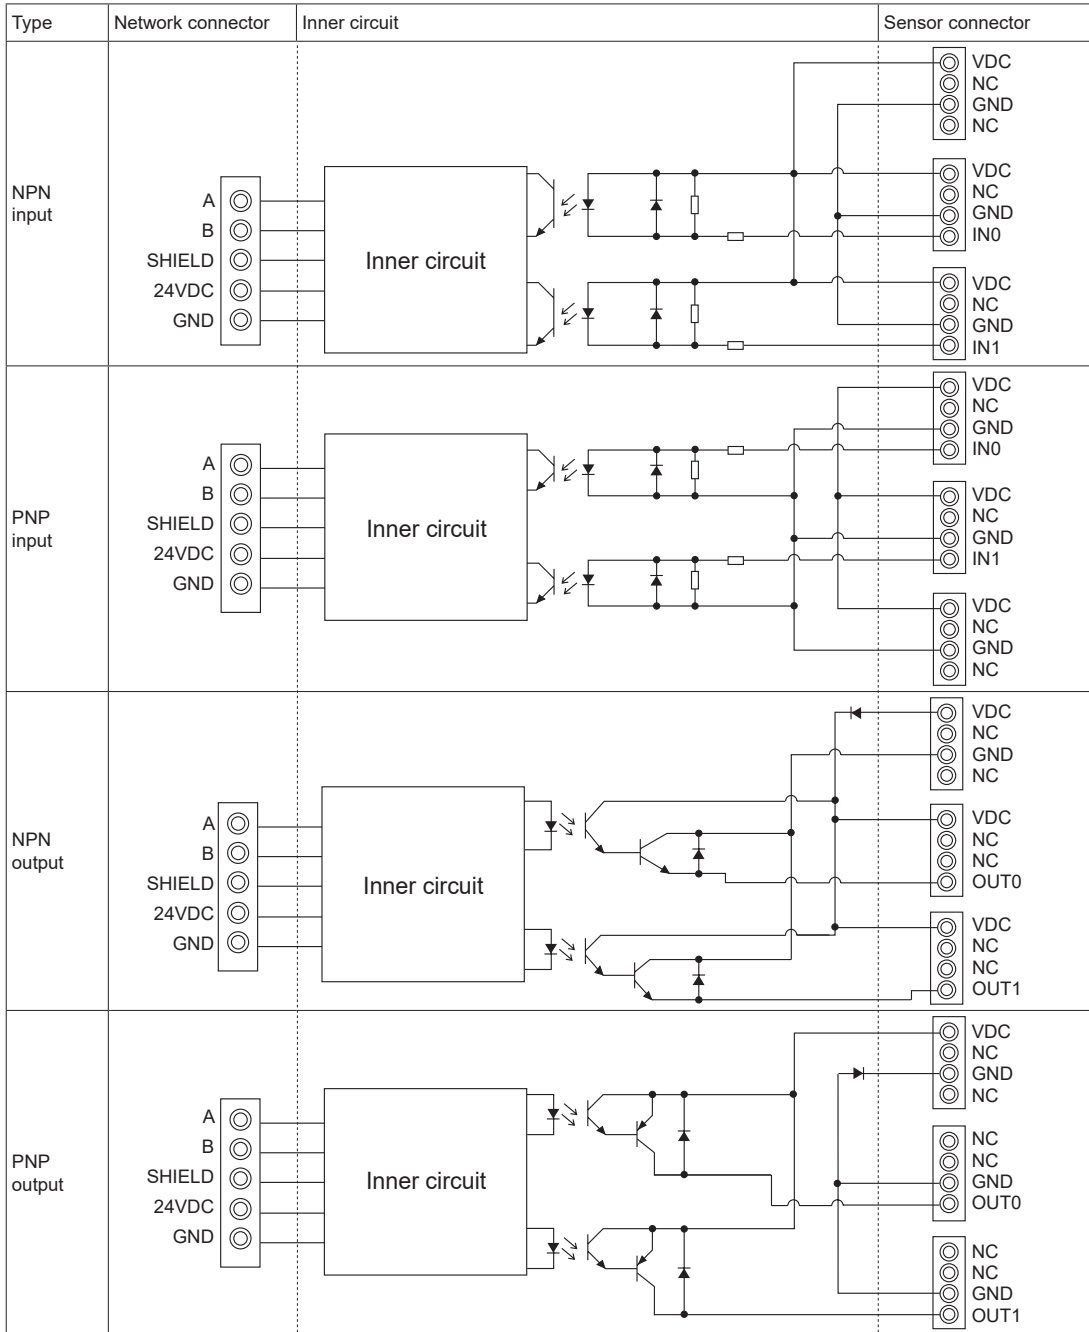 Type Network connector Inner circuit Sensor connector
NPN
input
A
B
SHIELD
24VDC
GND
Inner circuit
VDC
NC
GND
NC
VDC
NC
GND
IN0
VDC
NC
GND
IN1
PNP
input
A
B
SHIELD
24VDC
GND
Inner circuit
VDC
NC
GND
IN0
VDC
NC
GND
IN1
VDC
NC
GND
NC
NPN
output
A
B
SHIELD
24VDC
GND
Inner circuit
VDC
NC
GND
NC
VDC
NC
NC
OUT0
VDC
NC
NC
OUT1
PNP
output
A
B
SHIELD
24VDC
GND
Inner circuit
VDC
NC
GND
NC
NC
NC
GND
OUT0
NC
NC
GND
OUT1